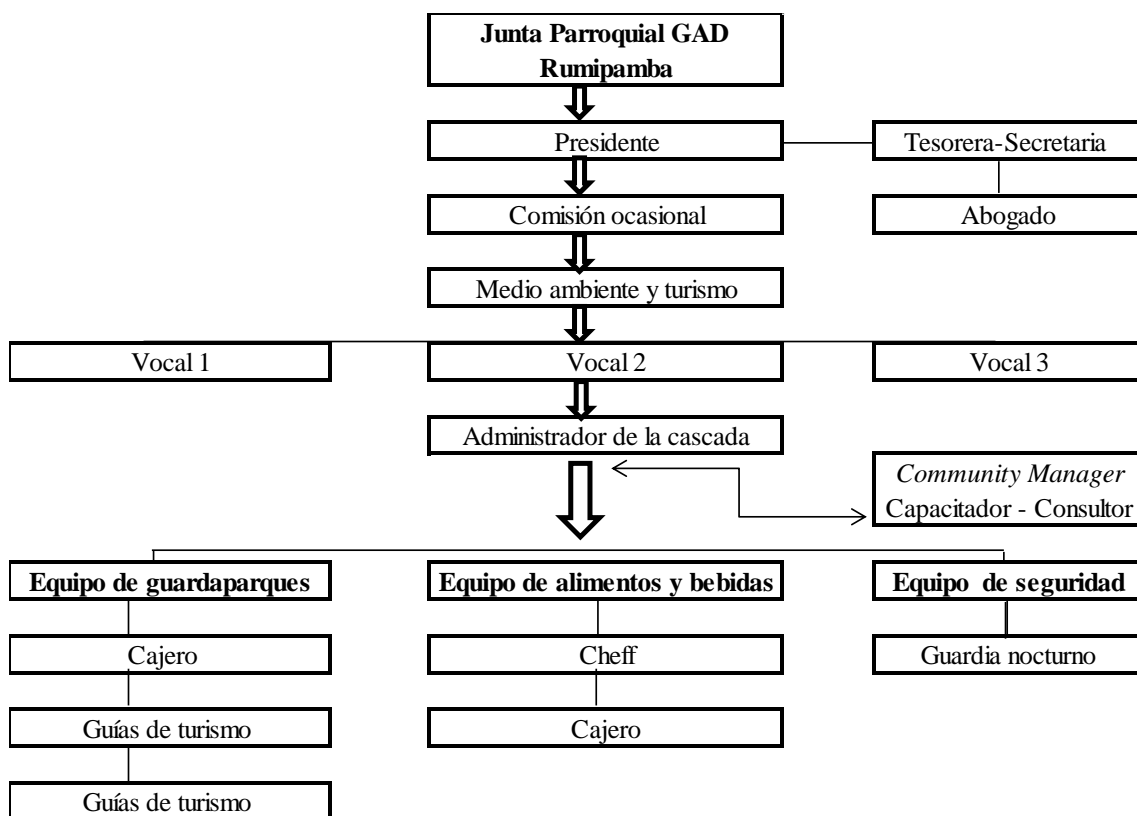 Junta Parroquial GAD
Rumipamba
Presidente
Tesorera-Secretaria
Comisión ocasional
Abogado
Medio ambiente y turismo
Vocal 1
Vocal 2
Vocal 3
Administrador de la cascada
Community Manager
Capacitador - Consultor
Equipo de guardaparques
Equipo de alimentos y bebidas
Equipo de seguridad
Cajero
Cheff
Guardia nocturno
Guías de turismo
Cajero
Guías de turismo